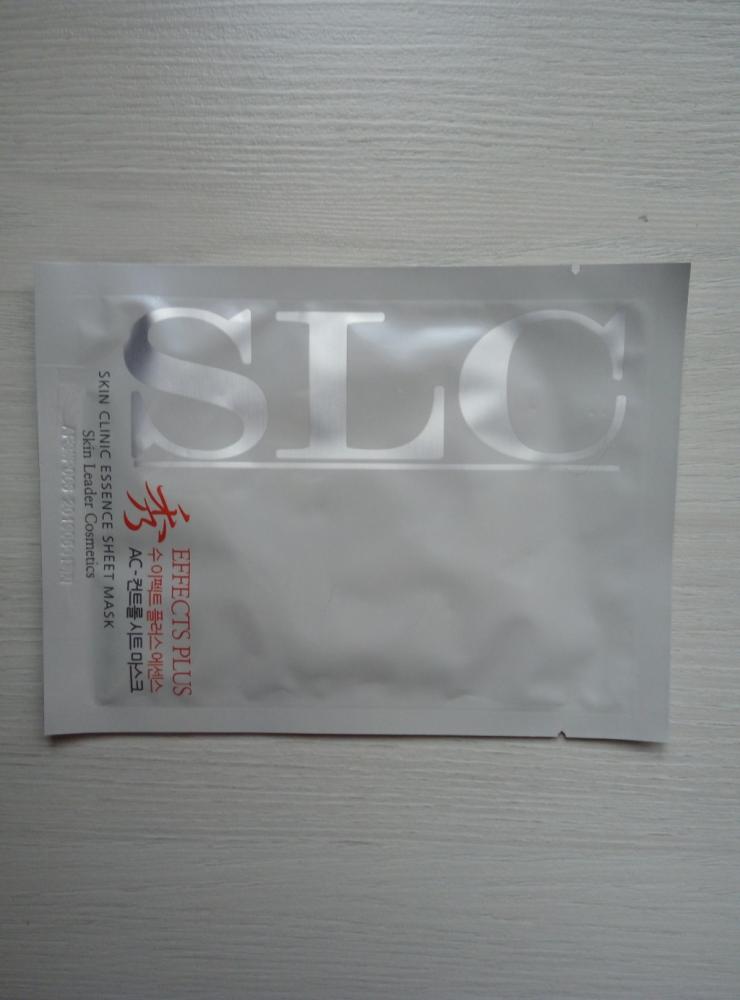 SLC
秀
EFFECTS PLUS
수 이펙트 플러스 에센스
AC-컨트롤 시트 마스크
SKIN CLINIC ESSENCE SHEET MASK
Skin Leader Cosmetics